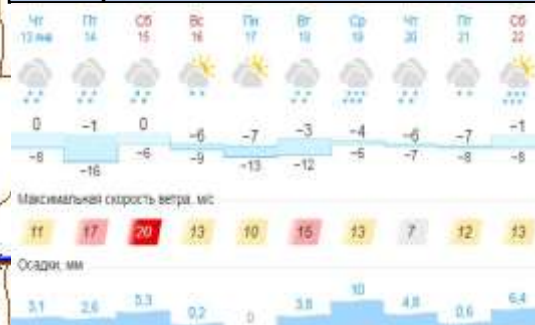 Чт Пт Сб Вс Пн Вт Ср Чт Пт Сб
13 янв 14 15 16 17 18 19 20 21 22
0 -1 0 -6 -7 -3 -4 -6 -7 -1
-8 -16 -6 -9 -13 -12 -7 -8 -8
Максимальная скорость ветра, м/с
11 17 20 13 10 15 13 7 12 13
Осадки, мм
3,1 2,6 5,3 0,2 0 3,8 10 4,8 0,6 6,4